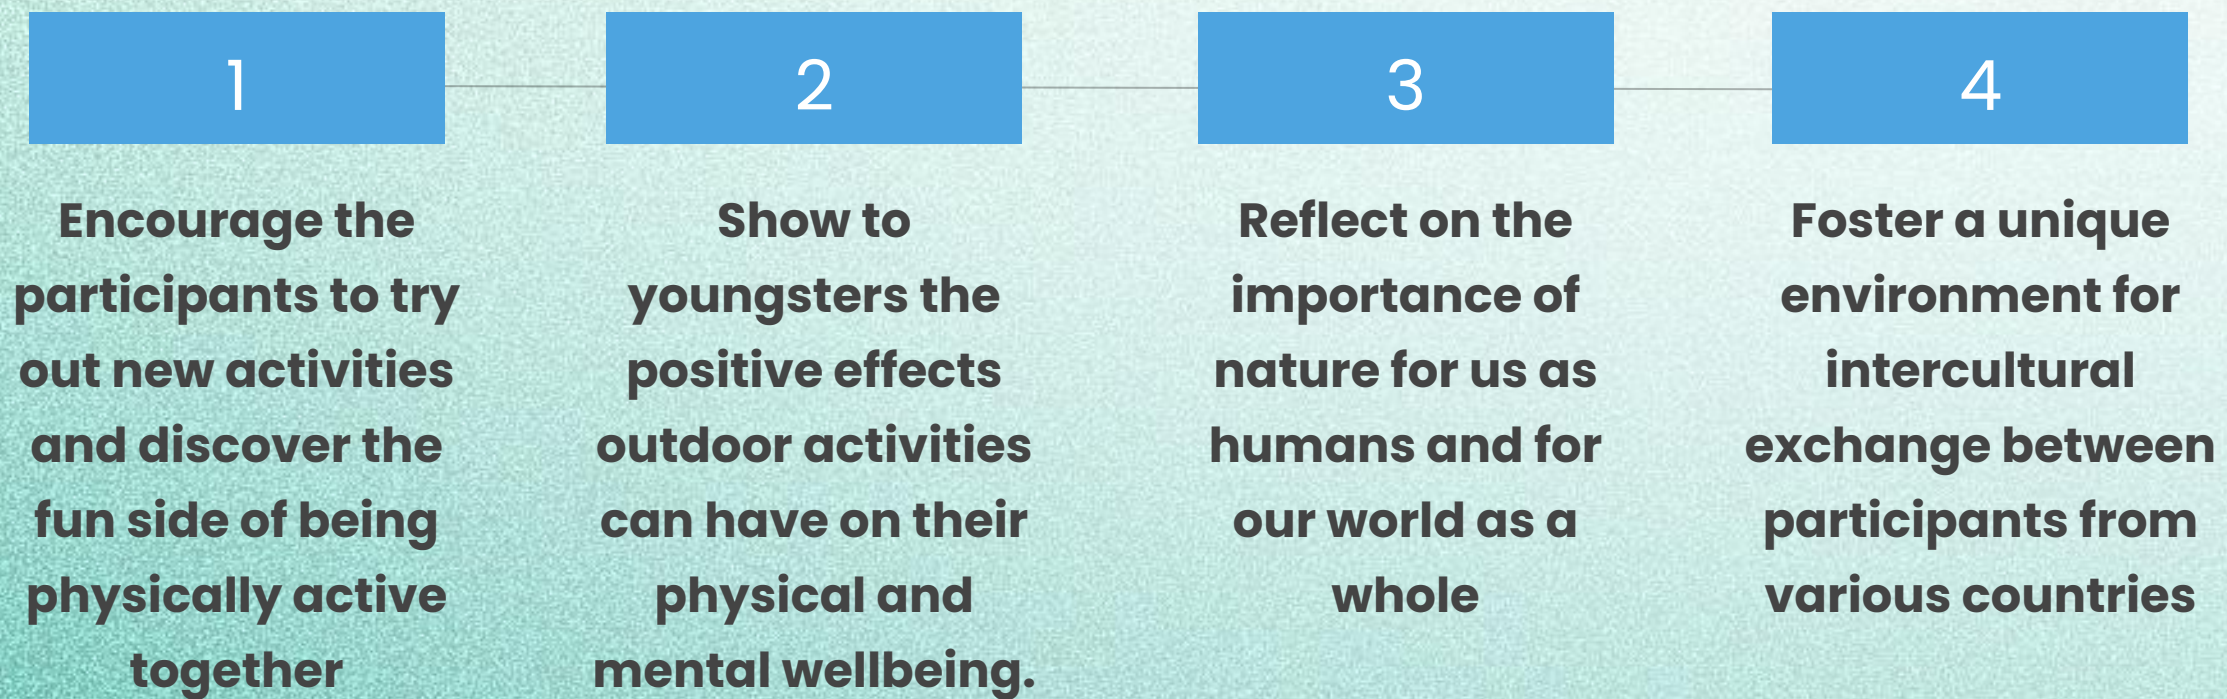 1
Encourage the
participants to try
out new activities
and discover the
fun side of being
physically active
together
2
Show to
youngsters the
positive effects
outdoor activities
can have on their
physical and
mental wellbeing.
3
Reflect on the
importance of
nature for us as
humans and for
our world as a
whole
4
Foster a unique
environment for
intercultural
exchange between
participants from
various countries